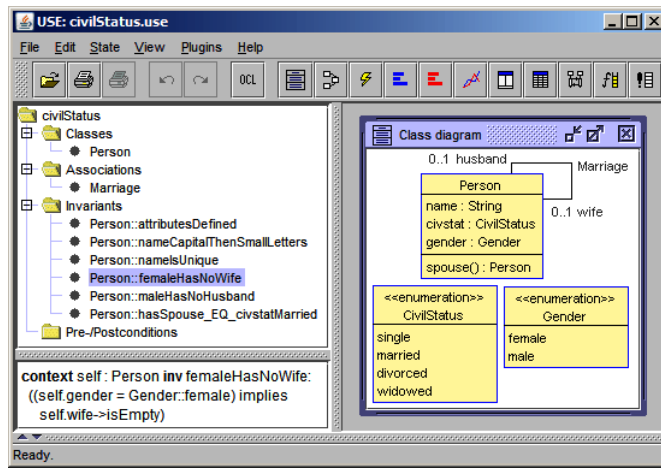 USE: civilStatus.use
File Edit State View Plugins Help
OCL
civilStatus
Classes
Person
Associations
Marriage
Invariants
Person::attributesDefined
Person::nameCapitalThenSmallLetters
Person::nameIsUnique
Person::femaleHasNoWife
Person::maleHasNoHusband
Person::hasSpouse_EQ_civstatMarried
Pre-/Postconditions
context self : Person inv femaleHasNoWife:
((self.gender = Gender::female) implies
self.wife->isEmpty)
Class diagram
0..1 husband
Marriage
Person
name : String
civstat : CivilStatus
gender : Gender
spouse() : Person
0..1 wife
<<enumeration>>
CivilStatus
single
married
divorced
widowed
<<enumeration>>
Gender
female
male
Ready.